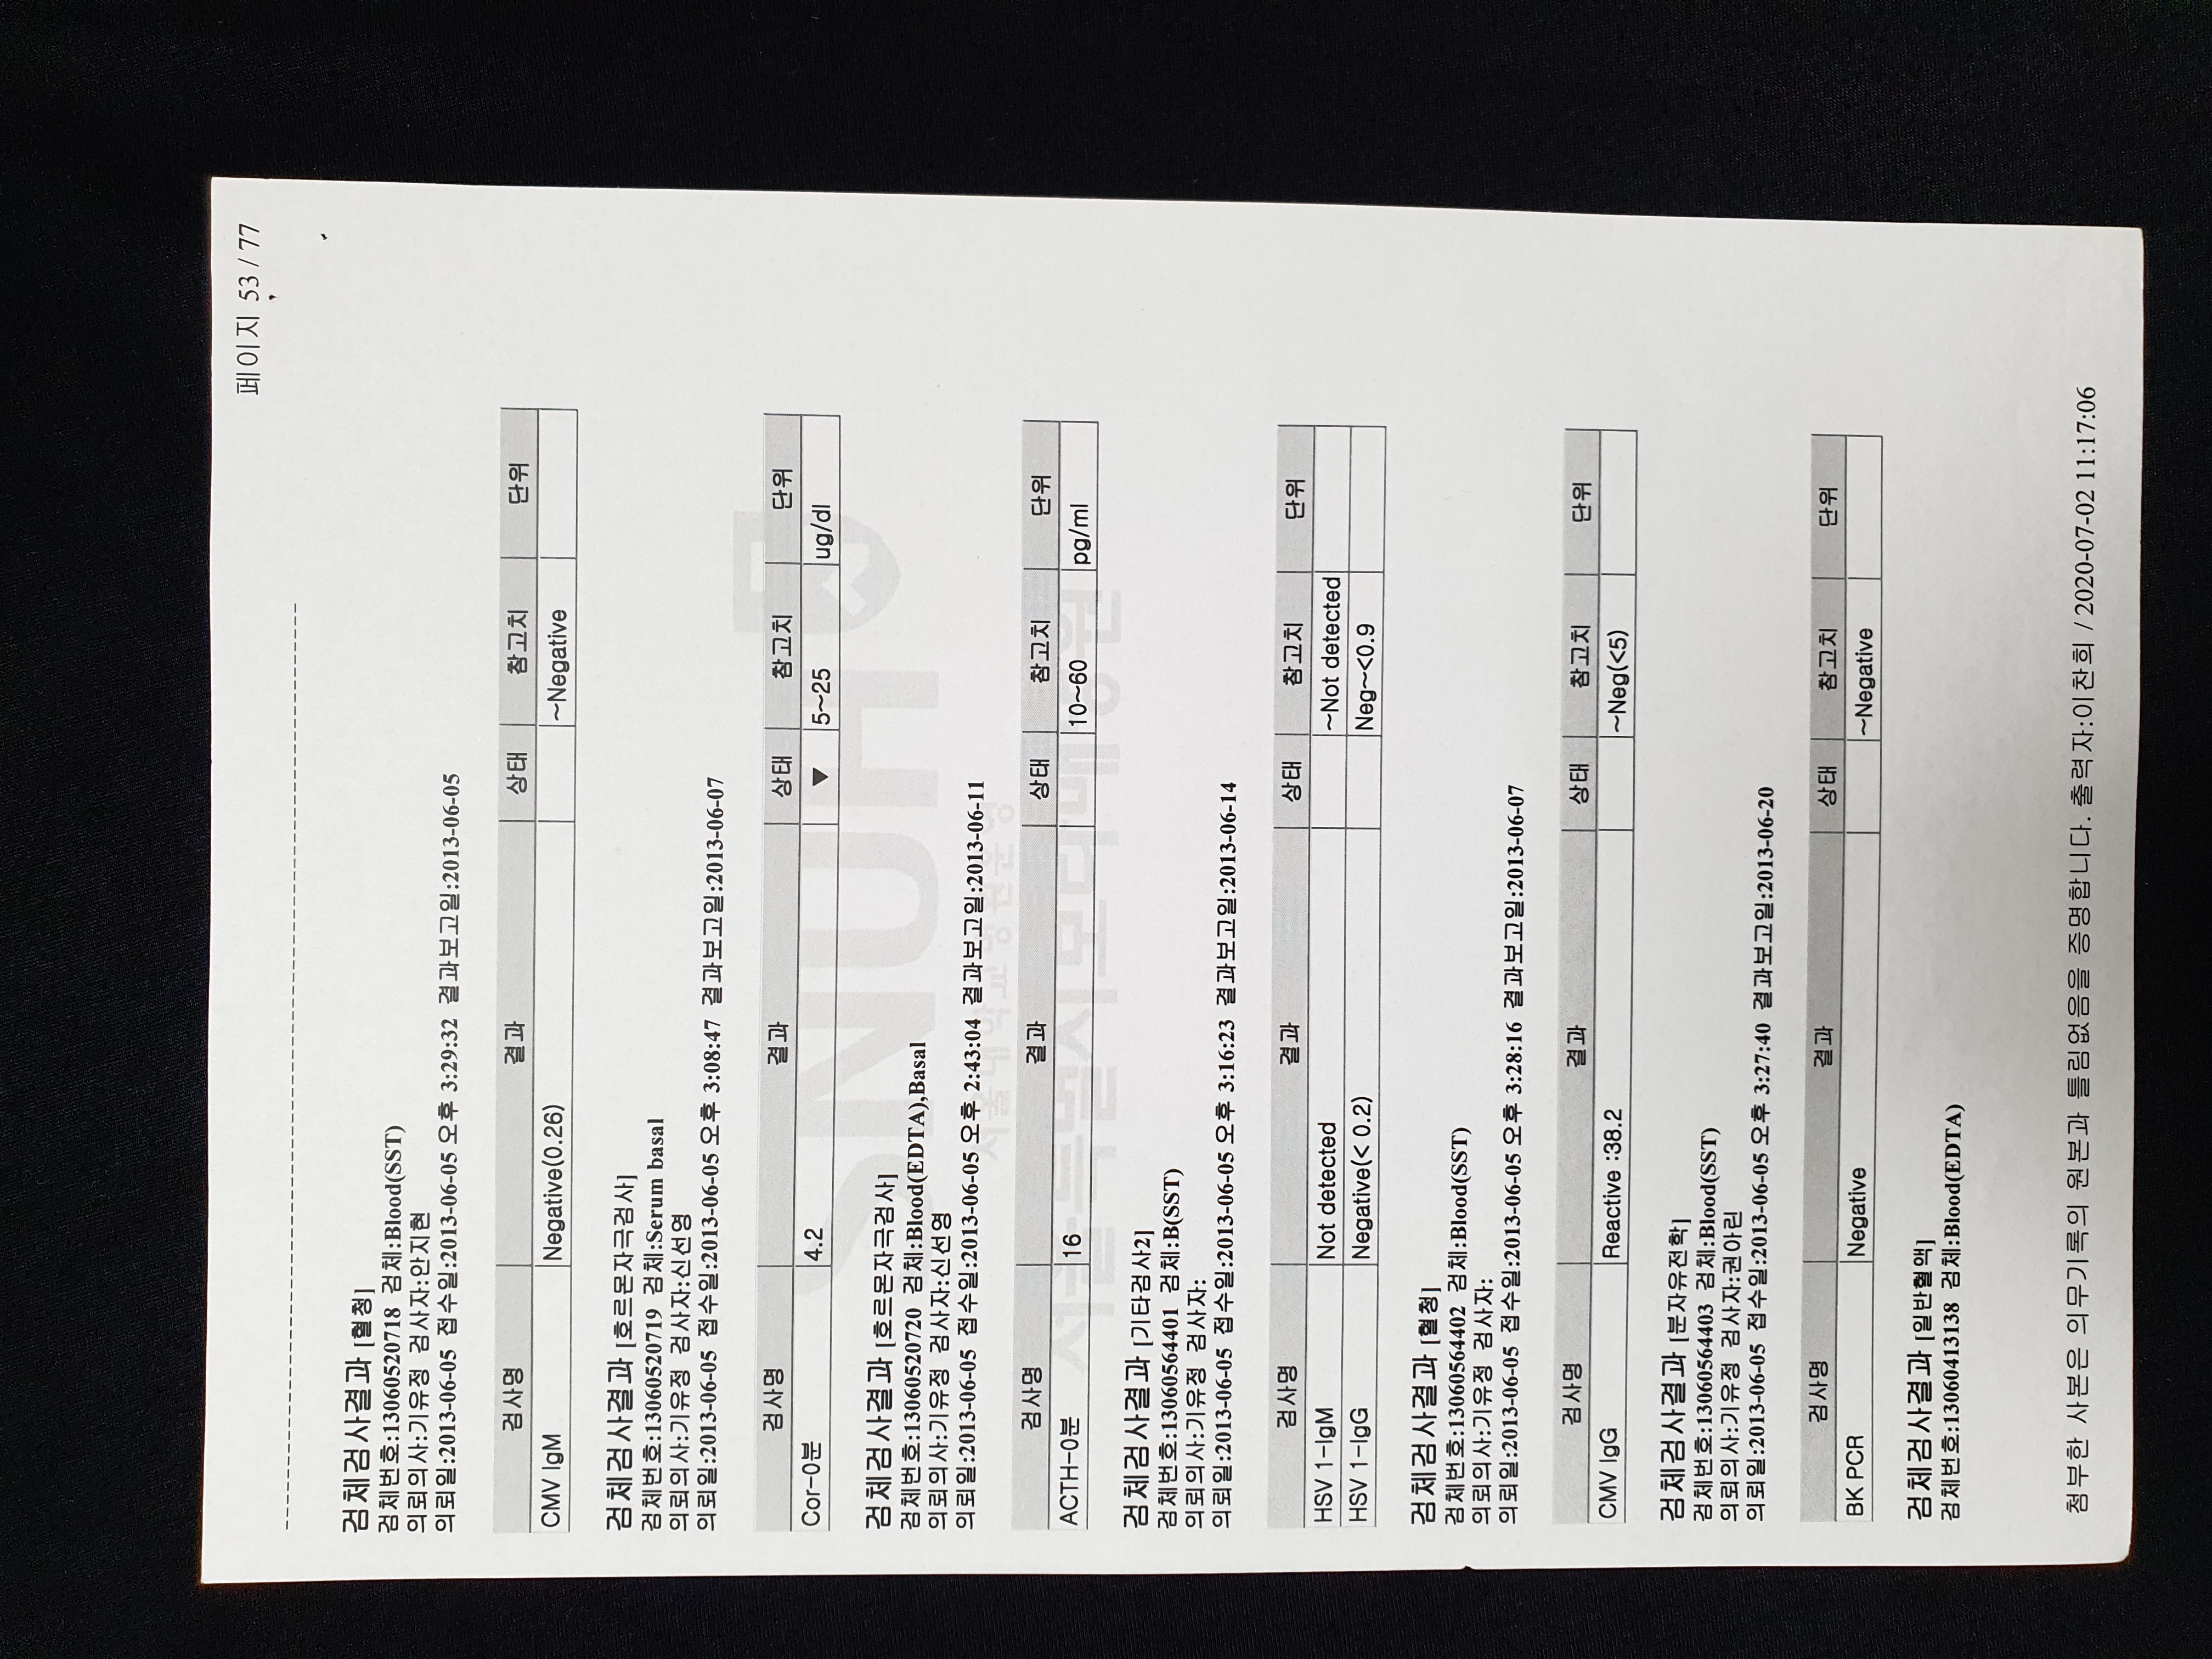 페이지 53 / 77
검체검사결과 [혈청]
검체번호:13060520718 검체:Blood(SST)
의뢰의사:기유정 검사자:안지현
의뢰일:2013-06-05 접수일:2013-06-05 오후 3:29:32 결과보고일:2013-06-05
검사명 결과 상태 참고치 단위
CMV IgM Negative(0.26) ~Negative
검체검사결과 [호르몬자극검사]
검체번호:13060520719 검체:Serum basal
의뢰의사:기유정 검사자:신선영
의뢰일:2013-06-05 접수일:2013-06-05 오후 3:08:47 결과보고일:2013-06-07
검사명 결과 상태 참고치 단위
Cor-0분 4.2 ▼ 5~25 ug/dl
SNUH
검체검사결과 [호르몬자극검사]
검체번호:13060520720 검체:Blood(EDTA),Basal
의뢰의사:기유정 검사자:신선영
의뢰일:2013-06-05 접수일:2013-06-05 오후 2:43:04 결과보고일:2013-06-11
서울대학교병원운영
검사명 결과 상태 참고치 단위
ACTH-0분 16 10~60 pg/ml
서울특별시보라매병원
검체검사결과 [기타검사2]
검체번호:13060564401 검체:B(SST)
의뢰의사:기유정 검사자:
의뢰일:2013-06-05 접수일:2013-06-05 오후 3:16:23 결과보고일:2013-06-14
검사명 결과 상태 참고치 단위
HSV 1-IgM Not detected ~Not detected
HSV 1-IgG Negative(< 0.2) Neg~<0.9
검체검사결과 [혈청]
검체번호:13060564402 검체:Blood(SST)
의뢰의사:기유정 검사자:
의뢰일:2013-06-05 접수일:2013-06-05 오후 3:28:16 결과보고일:2013-06-07
검사명 결과 상태 참고치 단위
CMV IgG Reactive :38.2 ~Neg(<5)
검체검사결과 [분자유전학]
검체번호:13060564403 검체:Blood(SST)
의뢰의사:기유정 검사자:권아린
의뢰일:2013-06-05 접수일:2013-06-05 오후 3:27:40 결과보고일:2013-06-20
검사명 결과 상태 참고치 단위
BK PCR Negative ~Negative
검체검사결과 [일반혈액]
검체번호:13060413138 검체:Blood(EDTA)
첨부한 사본은 의무기록의 원본과 틀림없음을 증명합니다. 출력자:이찬희 / 2020-07-02 11:17:06